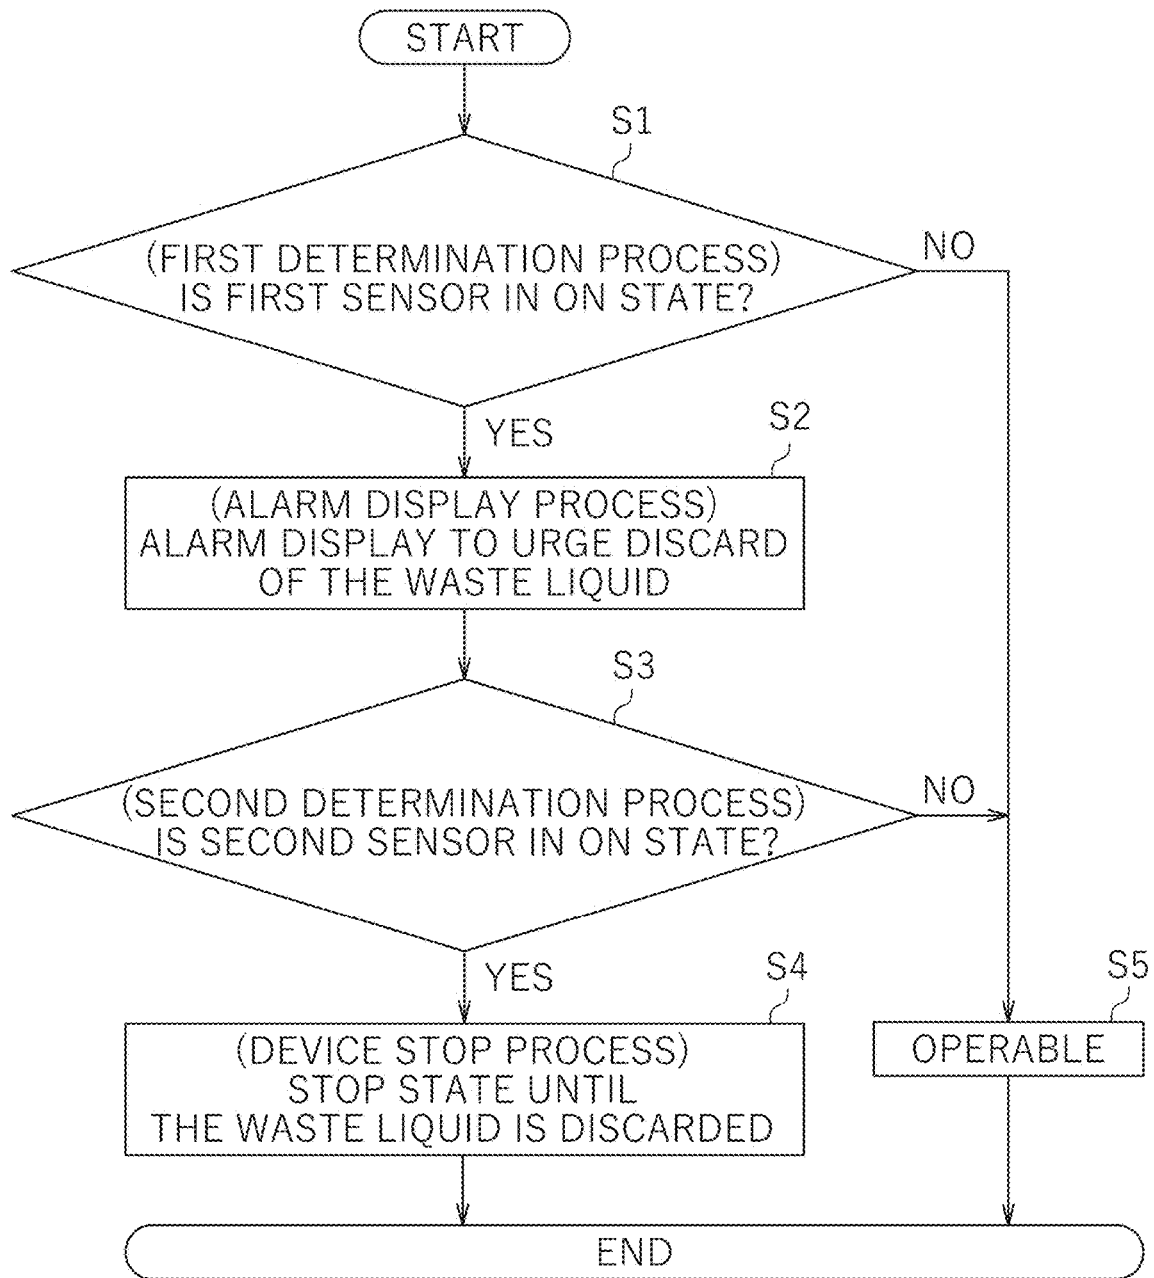 START
S1
(FIRST DETERMINATION PROCESS)
IS FIRST SENSOR IN ON STATE?
NO
YES
S2
(ALARM DISPLAY PROCESS)
ALARM DISPLAY TO URGE DISCARD
OF THE WASTE LIQUID
S3
(SECOND DETERMINATION PROCESS)
IS SECOND SENSOR IN ON STATE?
NO
YES
S4
(DEVICE STOP PROCESS)
STOP STATE UNTIL
THE WASTE LIQUID IS DISCARDED
S5
OPERABLE
END